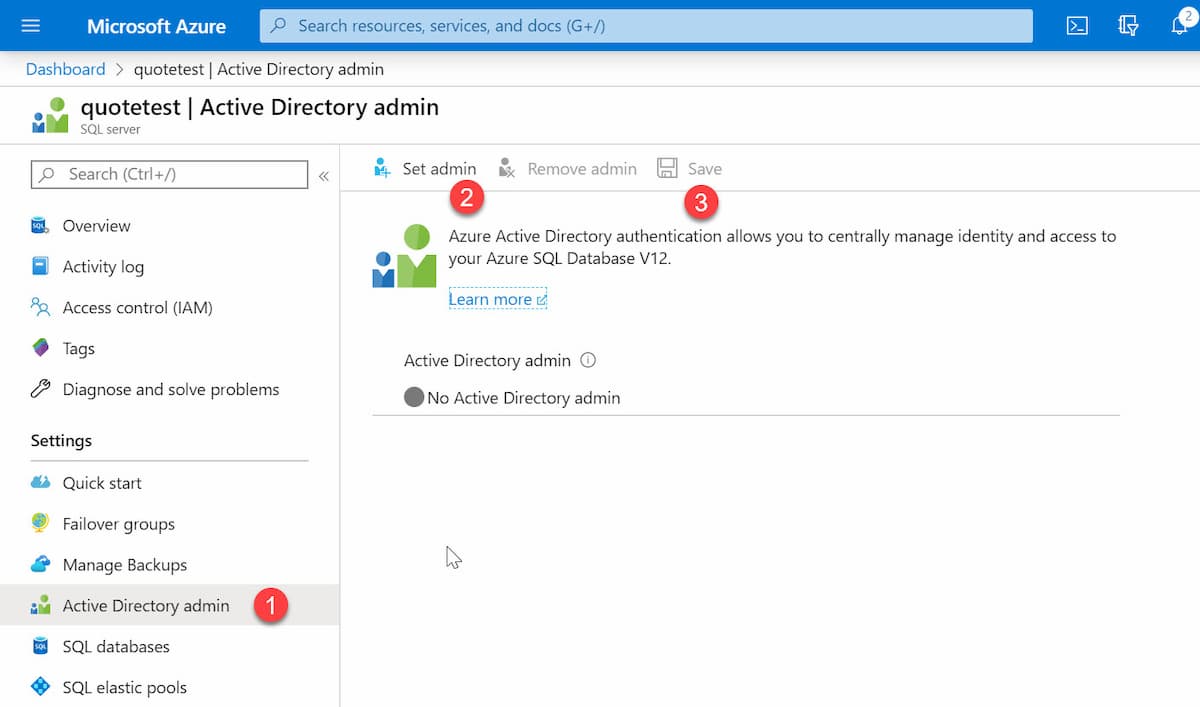 Microsoft Azure
Search resources, services, and docs (G+/)
2
Dashboard > quotetest | Active Directory admin
quotetest | Active Directory admin
SQL server
Search (Ctrl+/)
«
Overview
Activity log
Access control (IAM)
Tags
Diagnose and solve problems
Settings
Quick start
Failover groups
Manage Backups
Active Directory admin
1
SQL databases
SQL elastic pools
Set admin
Remove admin
Save
2
3
Azure Active Directory authentication allows you to centrally manage identity and access to
your Azure SQL Database V12.
Learn more
Active Directory admin
No Active Directory admin